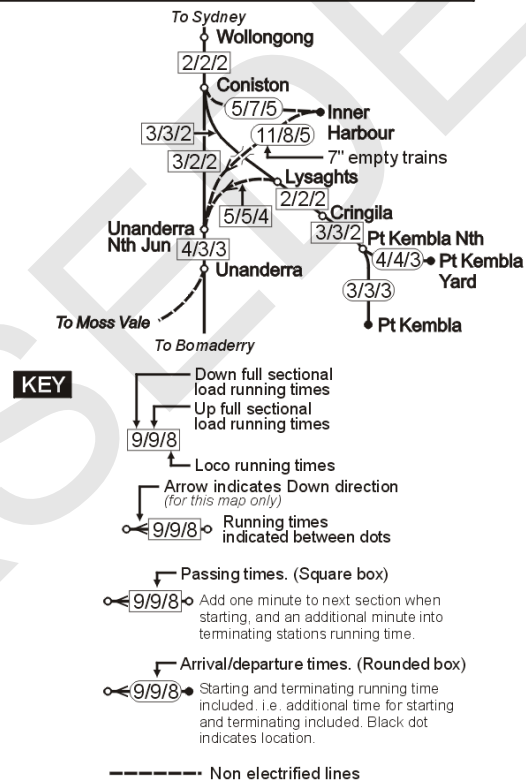 To Sydney
Wollongong
2/2/2
Coniston
5/7/5
Inner
Harbour
3/3/2
11/8/5
3/2/2
7" empty trains
Lysaghts
2/2/2
5/5/4
Cringila
Unanderra
Nth Jun
3/3/2
Pt Kembla Nth
4/3/3
4/4/3
Pt Kembla
Yard
Unanderra
3/3/3
To Moss Vale
Pt Kembla
To Bomaderry
KEY
Down full sectional
load running times
Up full sectional
load running times
9/9/8
Loco running times
Arrow indicates Down direction
(for this map only)
9/9/8
Running times
indicated between dots
Passing times. (Square box)
9/9/8
Add one minute to next section when
starting, and an additional minute into
terminating stations running time.
Arrival/departure times. (Rounded box)
9/9/8
Starting and terminating running time
included. i.e. additional time for starting
and terminating included. Black dot
indicates location.
Non electrified lines